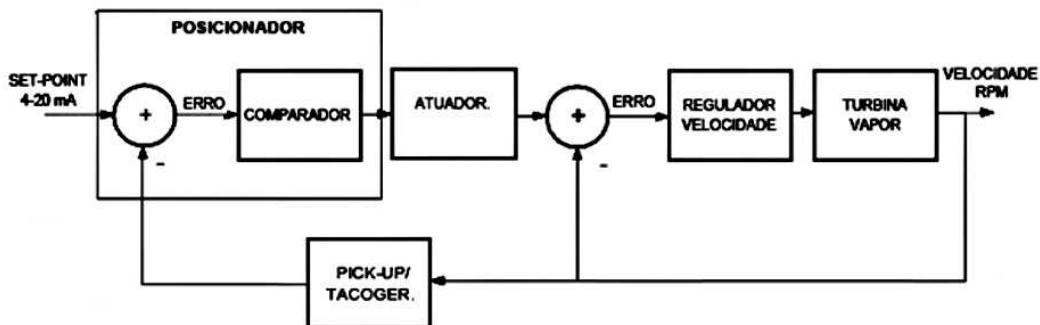 POSICIONADOR
SET-POINT
4-20 mA
+
-
ERRO
COMPARADOR
ATUADOR.
+
-
ERRO
REGULADOR
VELOCIDADE
TURBINA
VAPOR
VELOCIDADE
RPM
PICK-UP/
TACOGER.